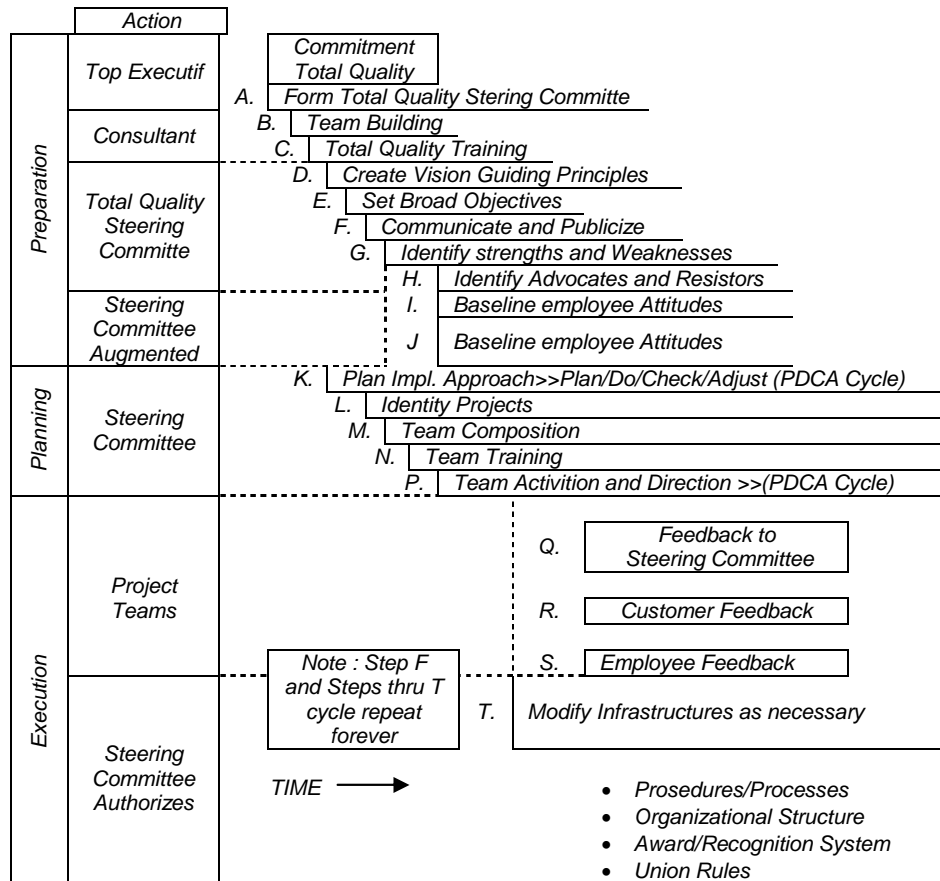 Action
Preparation
Top Executif
Commitment
Total Quality
A. Form Total Quality Stering Committe
Consultant
B. Team Building
C. Total Quality Training
Total Quality
Steering
Committe
D. Create Vision Guiding Principles
E. Set Broad Objectives
F. Communicate and Publicize
G. Identify strengths and Weaknesses
H. Identify Advocates and Resistors
Steering
Committee
Augmented
I. Baseline employee Attitudes
J Baseline employee Attitudes
Planning
Steering
Committee
K. Plan Impl. Approach>>Plan/Do/Check/Adjust (PDCA Cycle)
L. Identity Projects
M. Team Composition
N. Team Training
P. Team Activition and Direction >>(PDCA Cycle)
Execution
Project
Teams
Q. Feedback to
Steering Committee
R. Customer Feedback
S. Employee Feedback
Note : Step F
and Steps thru T
cycle repeat
forever
T. Modify Infrastructures as necessary
Steering
Committee
Authorizes
TIME
• Prosedures/Processes
• Organizational Structure
• Award/Recognition System
• Union Rules